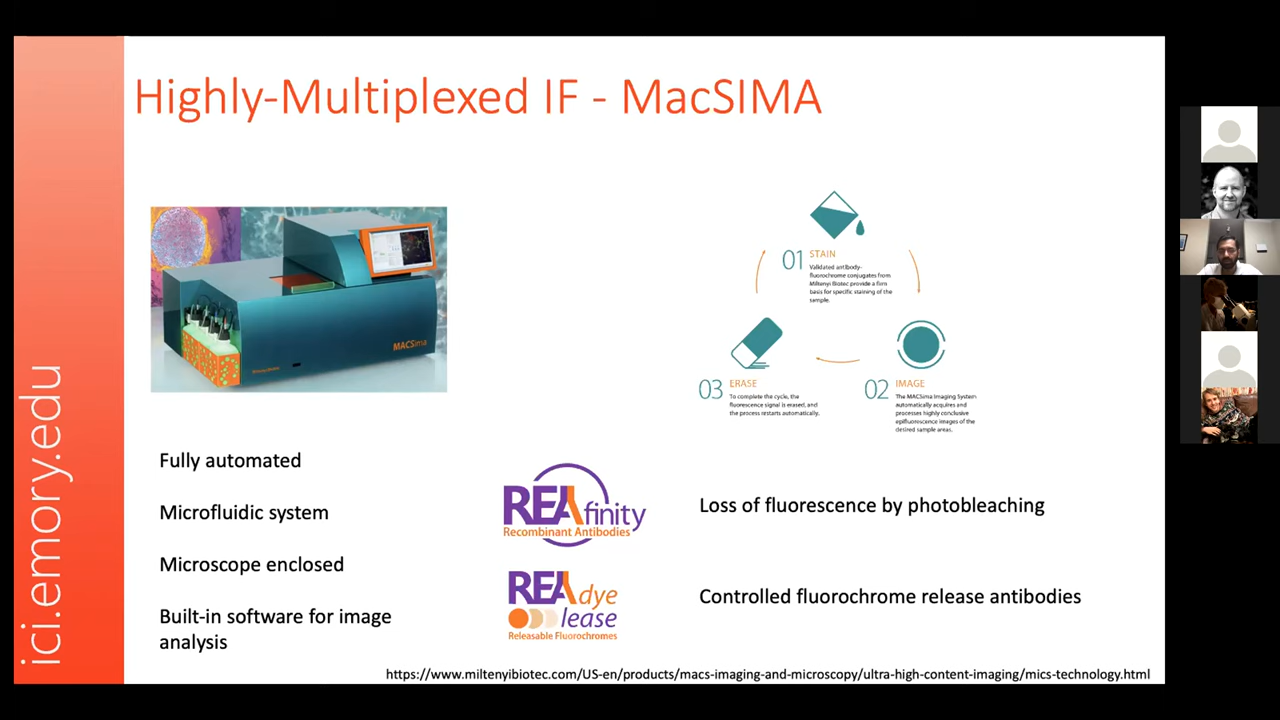 Highly-Multiplexed IF - MacSIMA
MACSima
01 STAIN
Validated antibody-
fluorochrome conjugates from
Miltenyi Biotec provide a firm
basis for specific staining of the
sample.
03 ERASE
To complete the cycle, the
fluorescence signal is erased, and
the process restarts automatically.
02 IMAGE
The MACSima Imaging System
automatically acquires and
processes highly conclusive
epifluorescence images of the
desired sample areas.
Fully automated
Microfluidic system
Microscope enclosed
Built-in software for image
analysis
REAfinity
Recombinant Antibodies
Loss of fluorescence by photobleaching
REAdye
lease
Releasable Fluorochromes
Controlled fluorochrome release antibodies
https://www.miltenyibiotec.com/US-en/products/macs-imaging-and-microscopy/ultra-high-content-imaging/mics-technology.html
ici.emory.edu